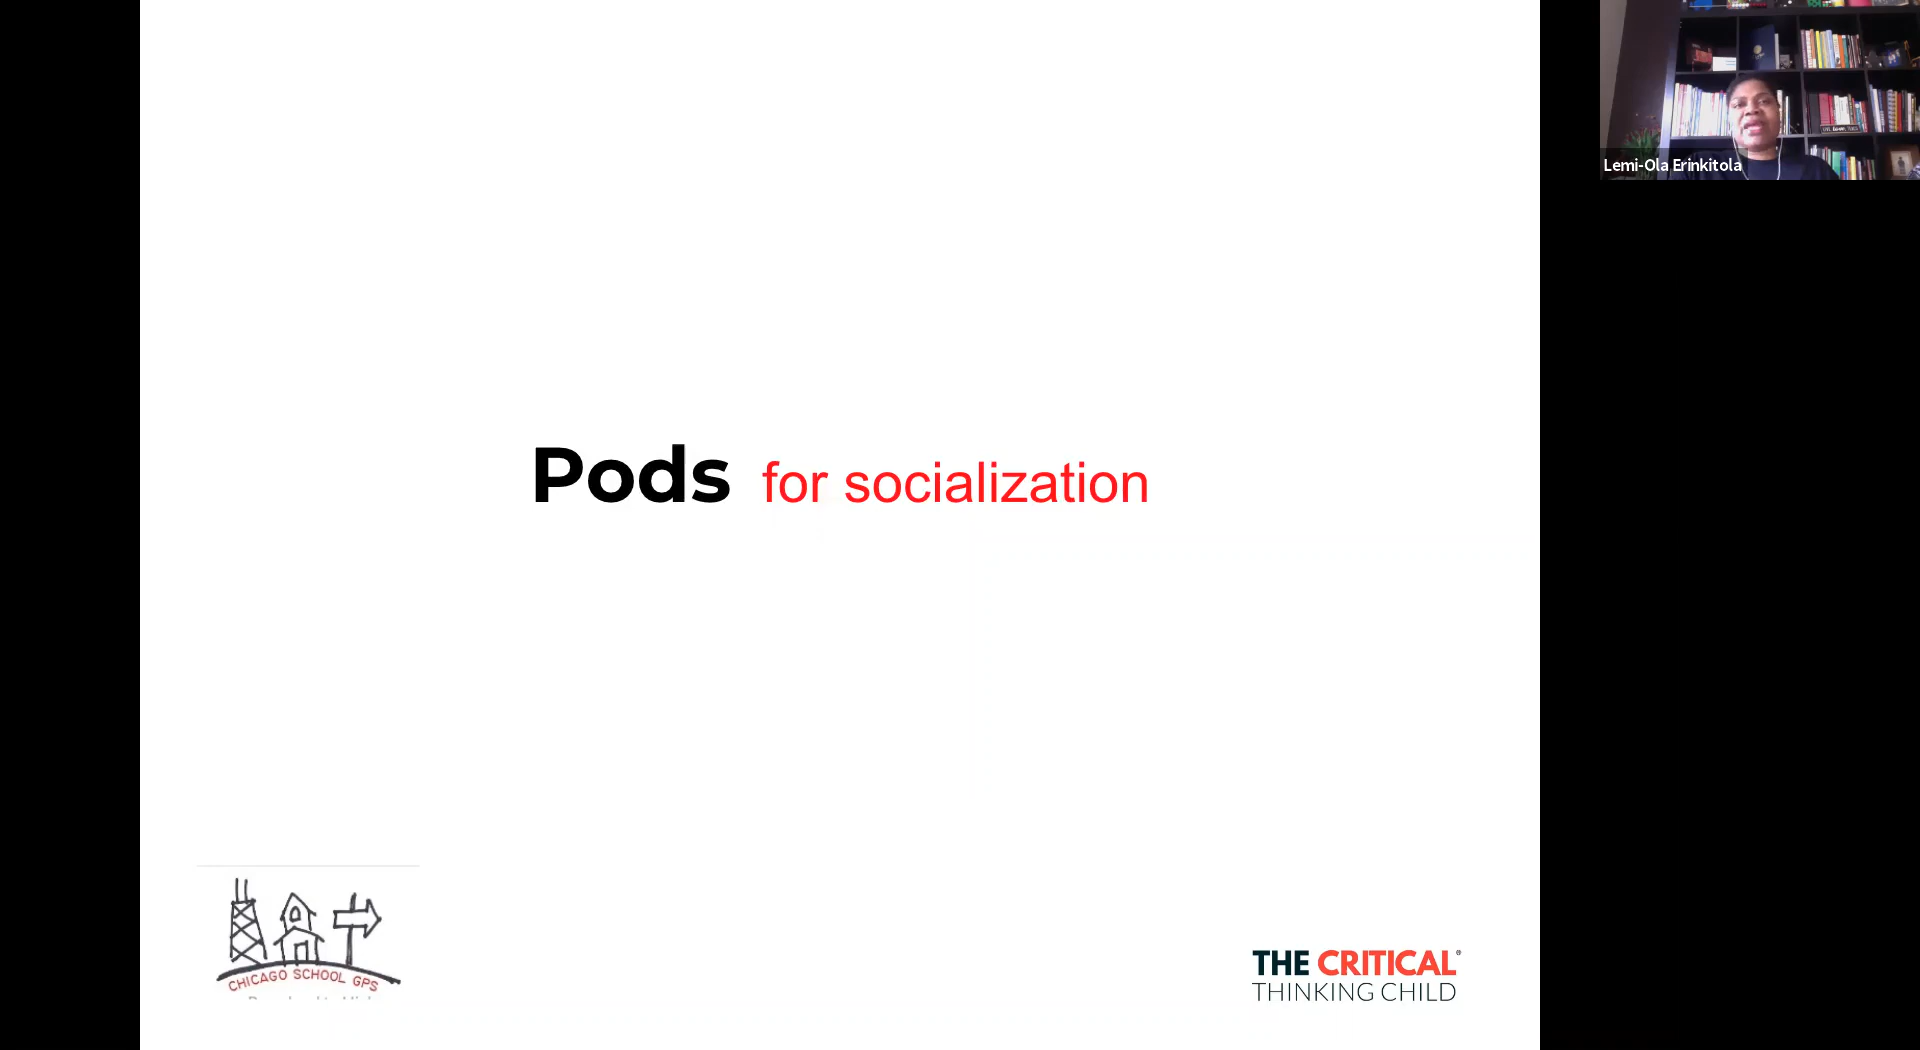 Lemi-Ola Erinkitola
Pods for socialization
CHICAGO SCHOOL GPS
THE CRITICAL®
THINKING CHILD